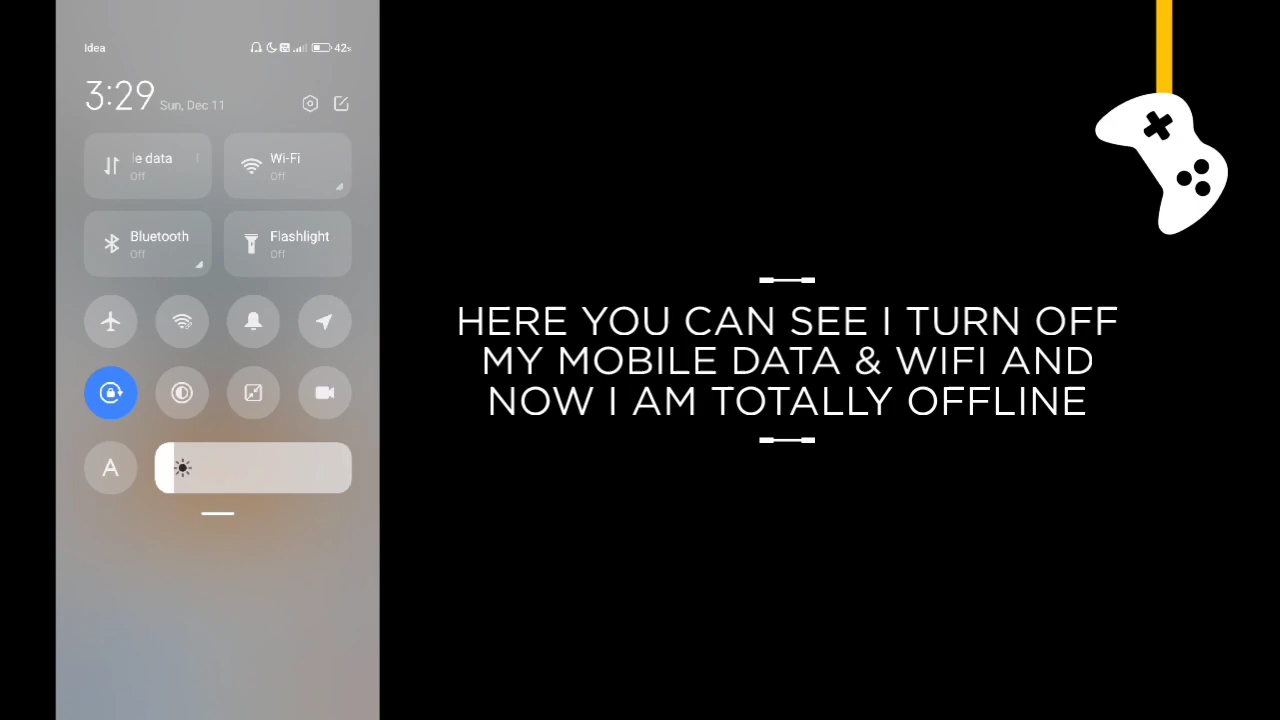 Idea
42%
3:29 Sun, Dec 11
e data
Off
Wi-Fi
Off
Bluetooth
Off
Flashlight
Off
A
HERE YOU CAN SEE I TURN OFF
MY MOBILE DATA & WIFI AND
NOW I AM TOTALLY OFFLINE